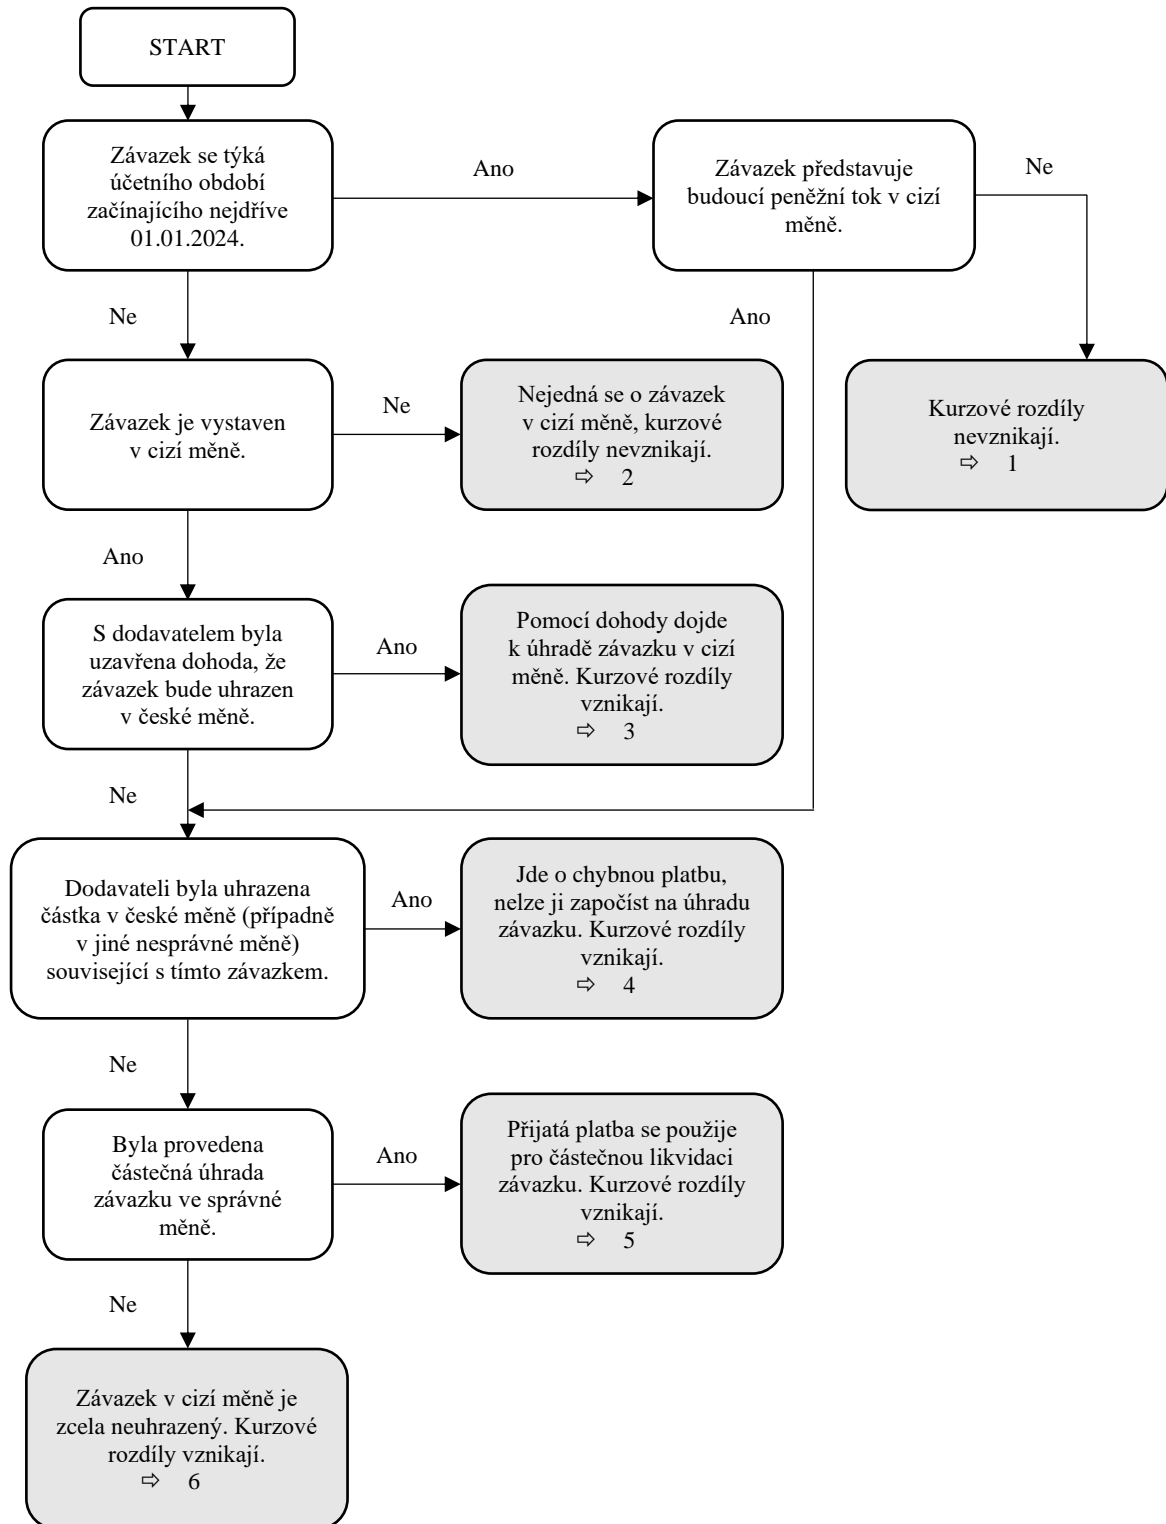 START
Závazek se týká
účetního období
začínajícího nejdříve
01.01.2024.
Ano
Závazek představuje
budoucí peněžní tok v cizí
měně.
Ne
Ne
Ano
Závazek je vystaven
v cizí měně.
Ne
Nejedná se o závazek
v cizí měně, kurzové
rozdíly nevznikají.
⇨ 2
Kurzové rozdíly
nevznikají.
⇨ 1
Ano
S dodavatelem byla
uzavřena dohoda, že
závazek bude uhrazen
v české měně.
Ano
Pomocí dohody dojde
k úhradě závazku v cizí
měně. Kurzové rozdíly
vznikají.
⇨ 3
Ne
Dodavateli byla uhrazena
částka v české měně (případně
v jiné nesprávné měně)
související s tímto závazkem.
Ano
Jde o chybnou platbu,
nelze ji započíst na úhradu
závazku. Kurzové rozdíly
vznikají.
⇨ 4
Ne
Byla provedena
částečná úhrada
závazku ve správné
měně.
Ano
Přijatá platba se použije
pro částečnou likvidaci
závazku. Kurzové rozdíly
vznikají.
⇨ 5
Ne
Závazek v cizí měně je
zcela neuhrazený. Kurzové
rozdíly vznikají.
⇨ 6